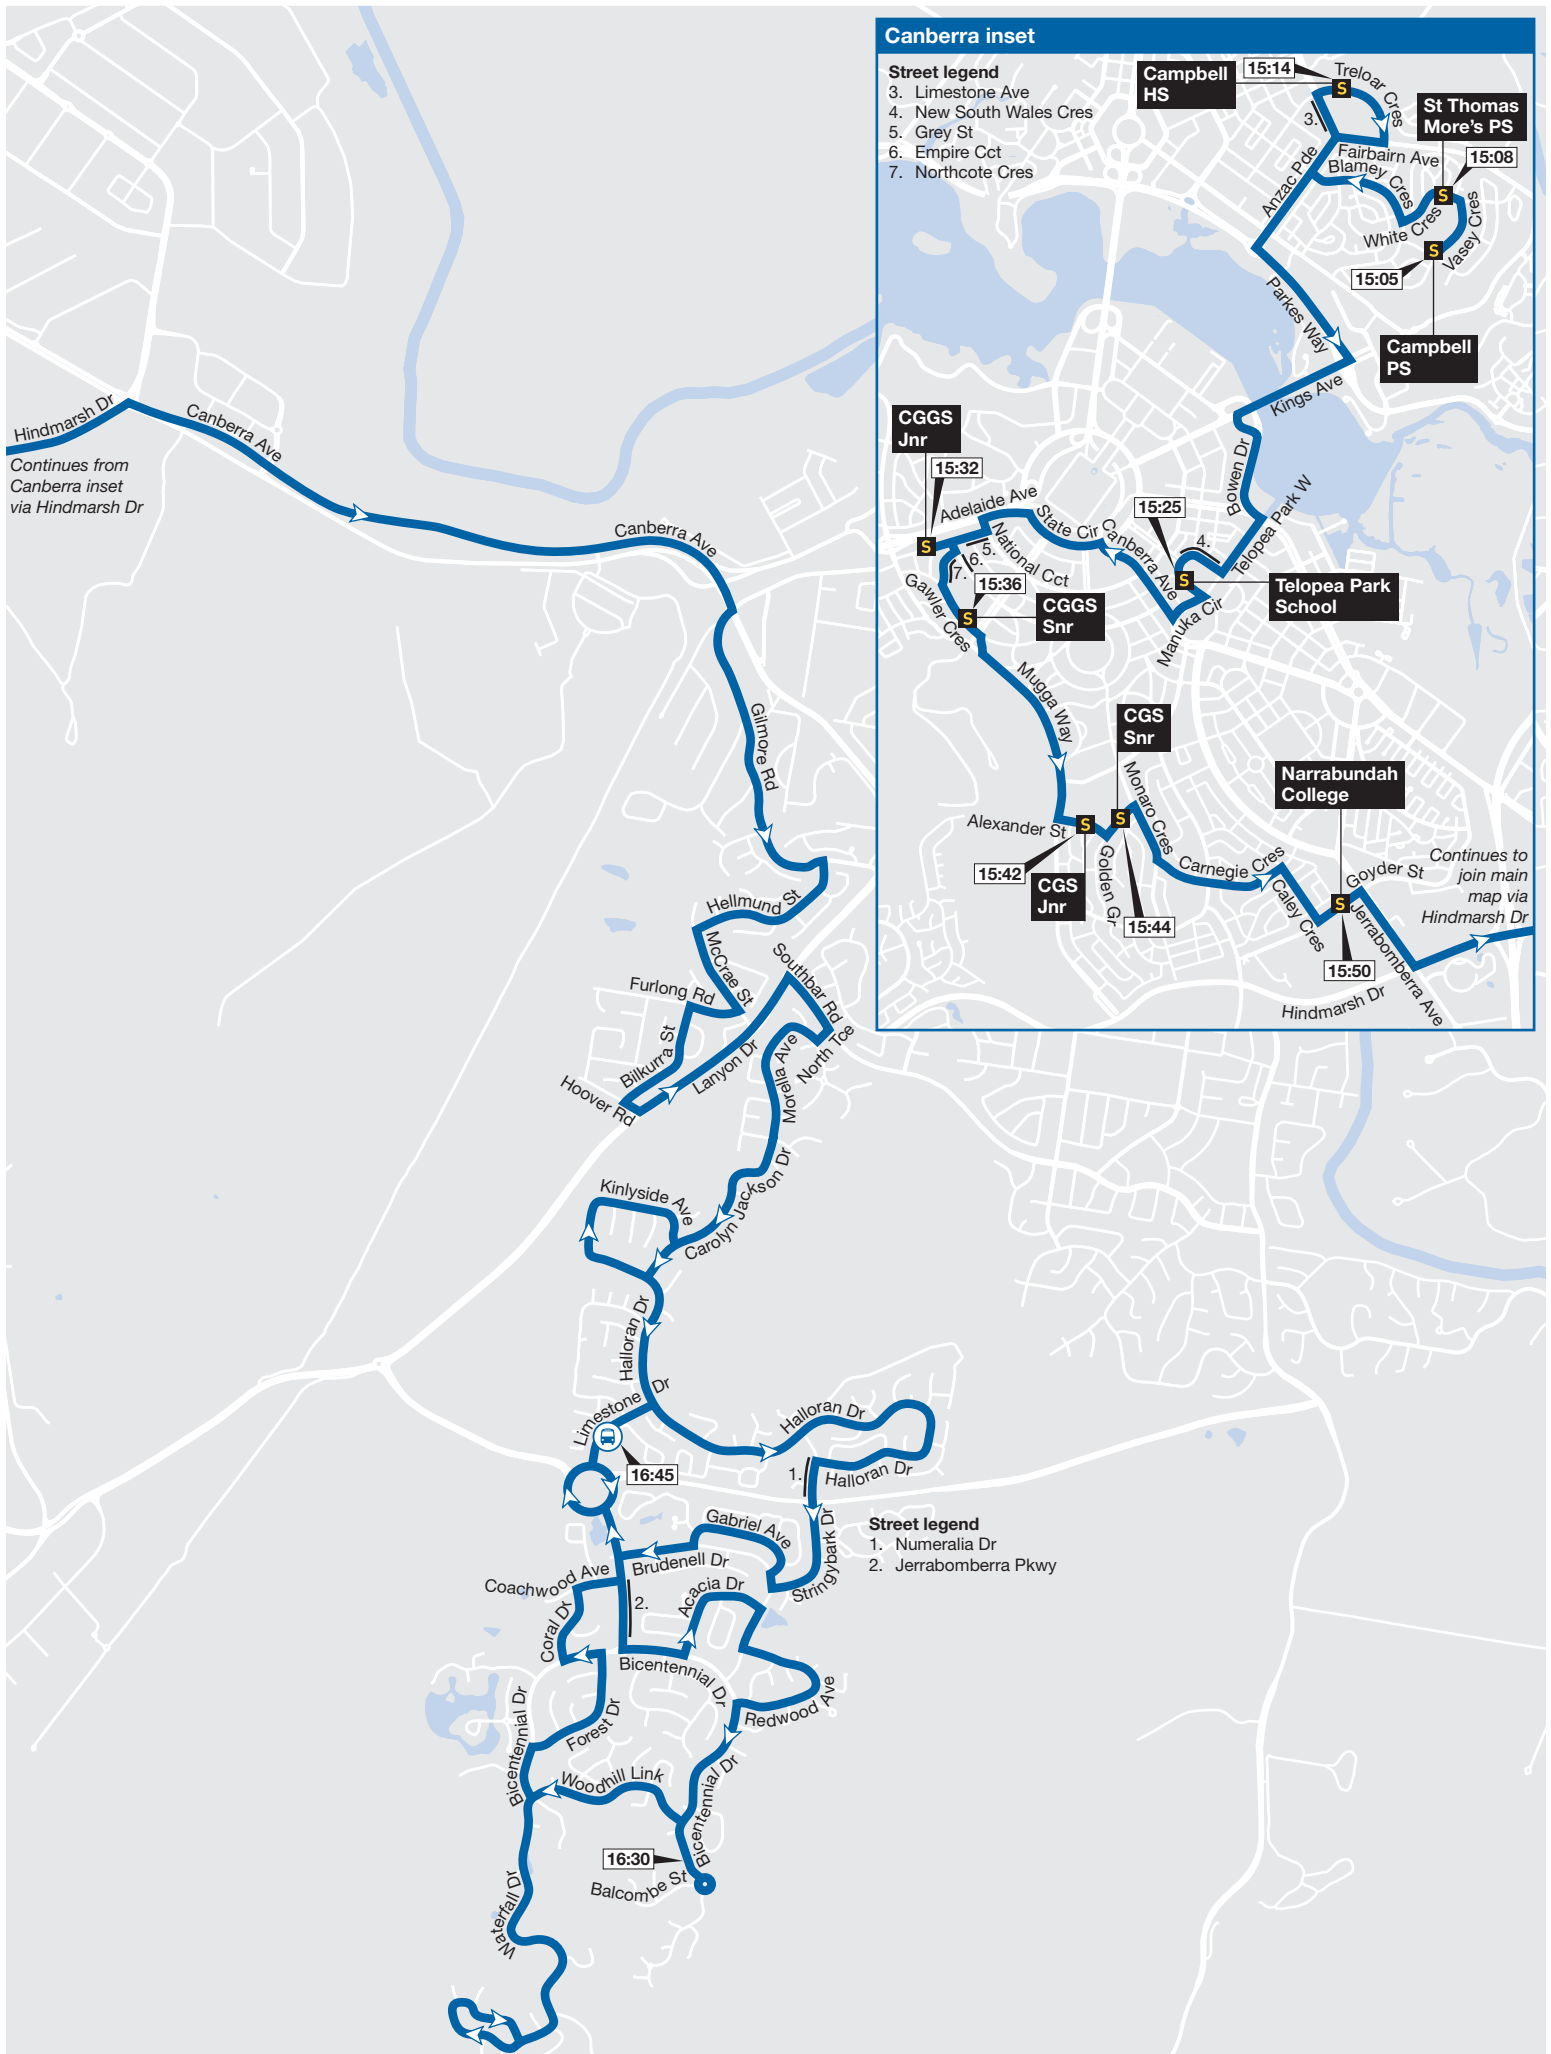 Canberra inset
Street legend
3. Limestone Ave
4. New South Wales Cres
5. Grey St
6. Empire Cct
7. Northcote Cres
Campbell
HS
15:14
Treloar Cres
3.
St Thomas
More's PS
Fairbairn Ave
15:08
Blamey Cres
Anzac Pde
White Cres
Vasey Cres
15:05
Parkes Way
Campbell
PS
Kings Ave
CGGS
Jnr
15:32
Adelaide Ave
State Cir
Canberra Ave
15:25
Bowen Dr
Telopea Park W
4.
National Cct
5.
6.
7.
15:36
Gawler Cres
CGGS
Snr
Telopea Park
School
Manuka Cir
Mugga Way
CGS
Snr
Monaro Cres
Narrabundah
College
Alexander St
15:42
CGS
Jnr
Golden Gr
15:44
Carnegie Cres
Caley Cres
Goyder St
Continues to
join main
map via
Hindmarsh Dr
15:50
Jerrabomberra Ave
Hindmarsh Dr
Hindmarsh Dr
Continues from
Canberra inset
via Hindmarsh Dr
Canberra Ave
Canberra Ave
Gilmore Rd
Hellmund St
McCrae St
Furlong Rd
Southbar Rd
Bilkurra St
Lanyon Dr
North Tce
Hoover Rd
Morella Ave
Kinlyside Ave
Carolyn Jackson Dr
Halloran Dr
Limestone Dr
16:45
Halloran Dr
Halloran Dr
1.
Street legend
1. Numeralia Dr
2. Jerrabomberra Pkwy
Gabriel Ave
Brudenell Dr
Stringybark Dr
Coachwood Ave
2.
Acacia Dr
Coral Dr
Bicentennial Dr
Redwood Ave
Bicentennial Dr
Forest Dr
Woodhill Link
Bicentennial Dr
16:30
Balcombe St
Waterfall Dr